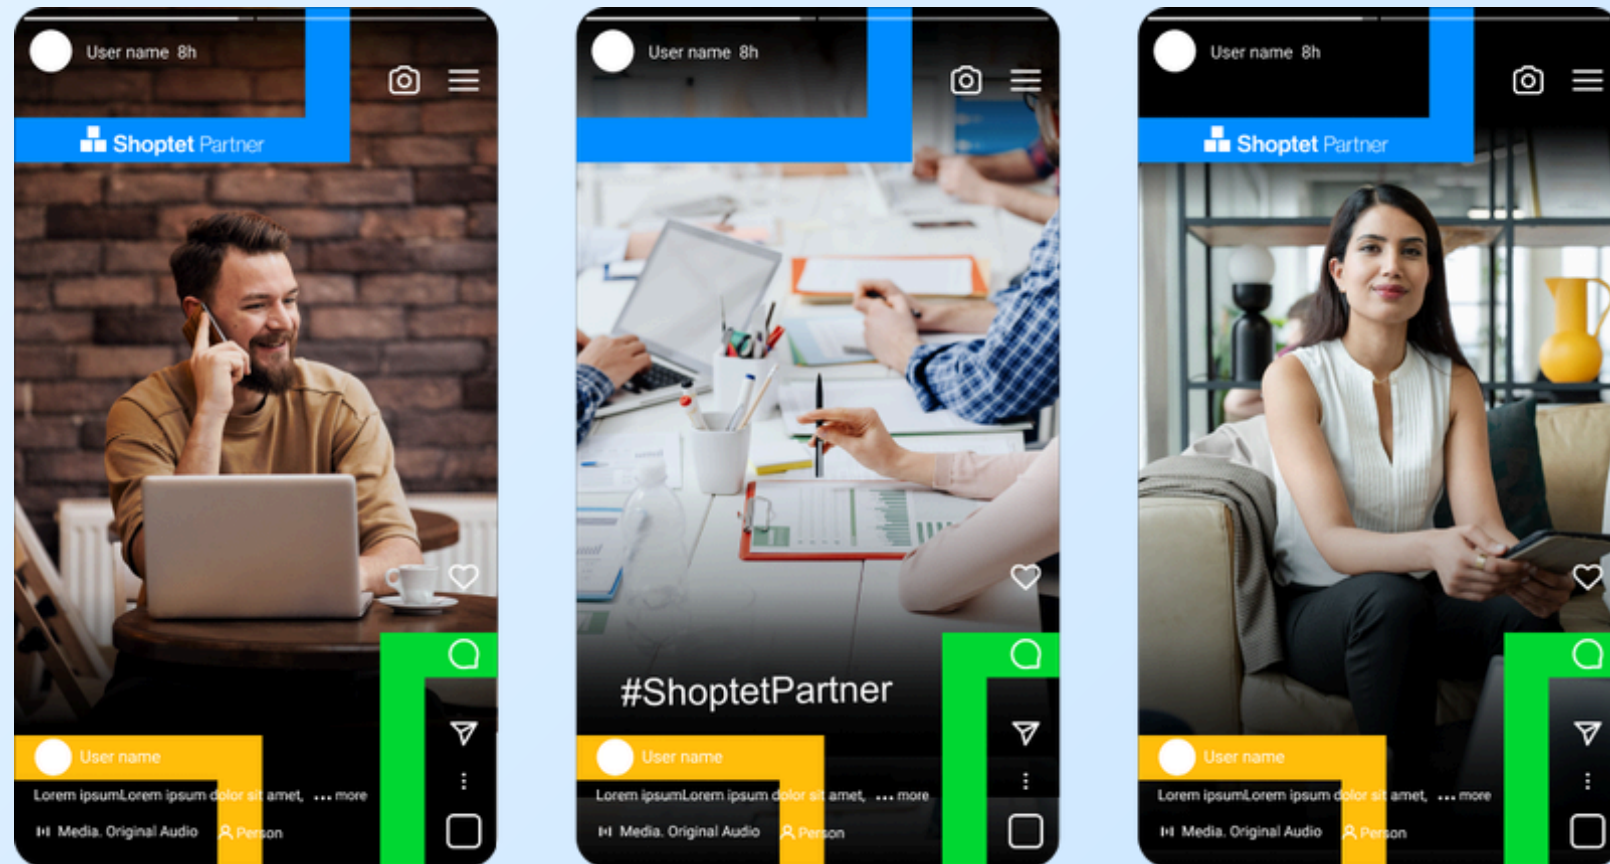 User name 8h
Shoptet Partner
User name
Lorem ipsumLorem ipsum dolor sit amet, ... more
Media. Original Audio Person
User name 8h
#ShoptetPartner
User name
Lorem ipsumLorem ipsum dolor sit amet, ... more
Media. Original Audio Person
User name 8h
Shoptet Partner
User name
Lorem ipsumLorem ipsum dolor sit amet, ... more
Media. Original Audio Person